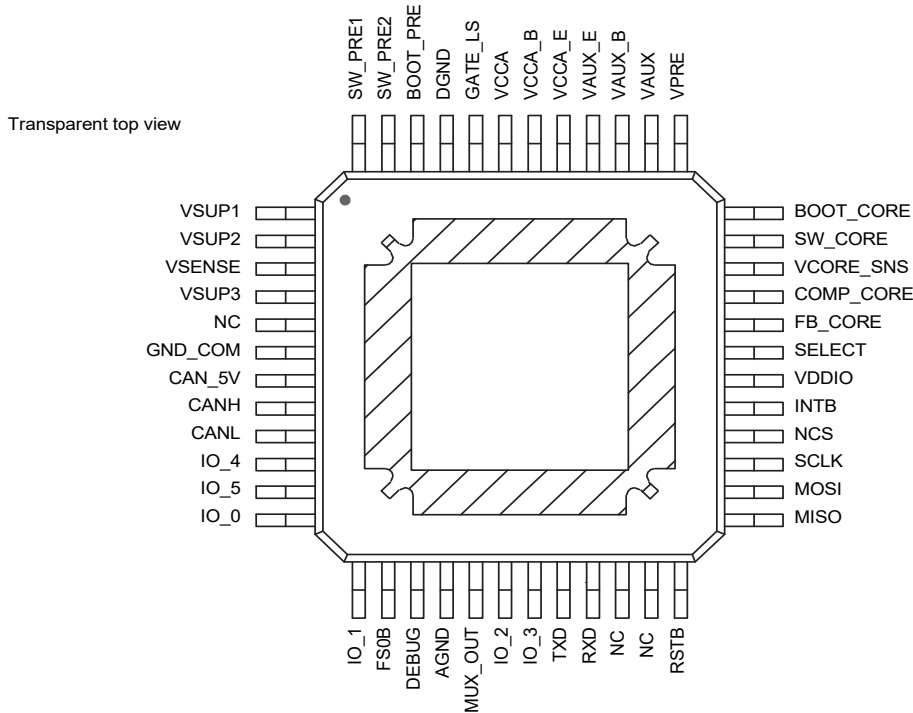 SW_PRE1
SW_PRE2
BOOT_PRE
DGND
GATE_LS
VCCA
VCCA_B
VCCA_E
VAUX_E
VAUX_B
VAUX
VPRE
Transparent top view
VSUP1
VSUP2
VSENSE
VSUP3
NC
GND_COM
CAN_5V
CANH
CANL
IO_4
IO_5
IO_0
BOOT_CORE
SW_CORE
VCORE_SNS
COMP_CORE
FB_CORE
SELECT
VDDIO
INTB
NCS
SCLK
MOSI
MISO
IO_1
FS0B
DEBUG
AGND
MUX_OUT
IO_2
IO_3
TXD
RXD
NC
NC
RSTB